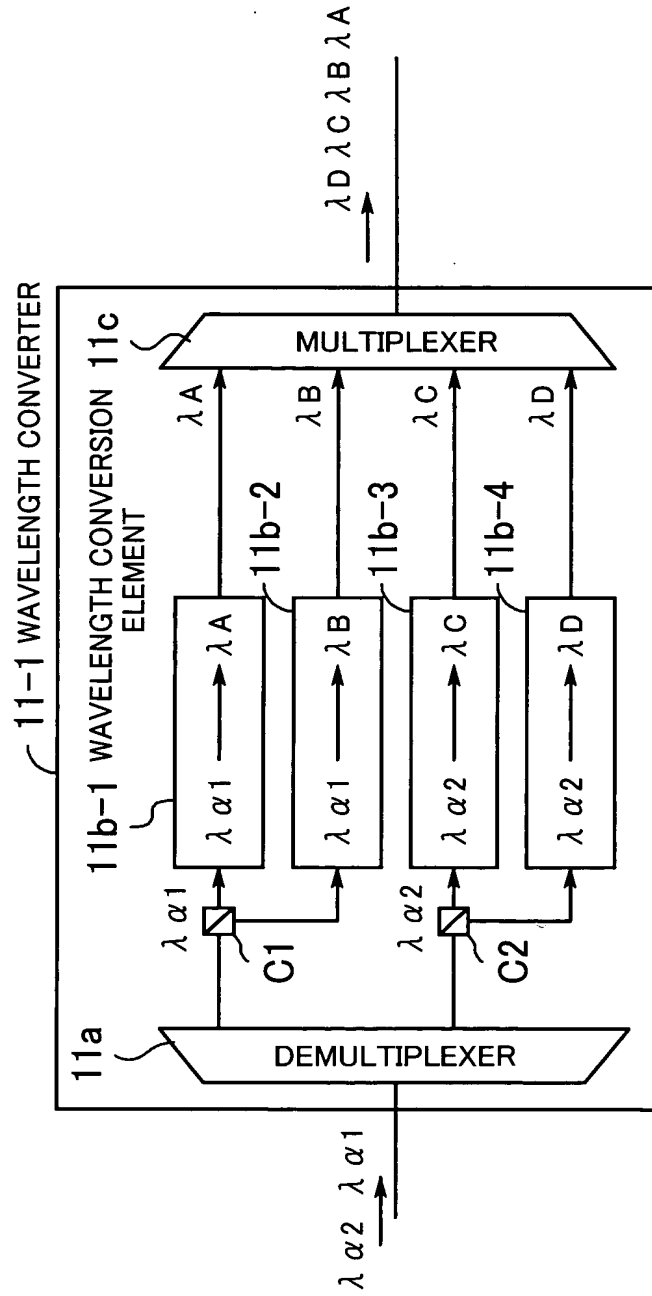 11-1 WAVELENGTH CONVERTER
11b-1 WAVELENGTH CONVERSION
ELEMENT
11c
11a
λα2 λα1
DEMULTIPLEXER
λα1
C1
λα1 → λA
λA
11b-2
λα1 → λB
λB
λα2
C2
11b-3
λα2 → λC
λC
11b-4
λα2 → λD
λD
MULTIPLEXER
λD λC λB λA